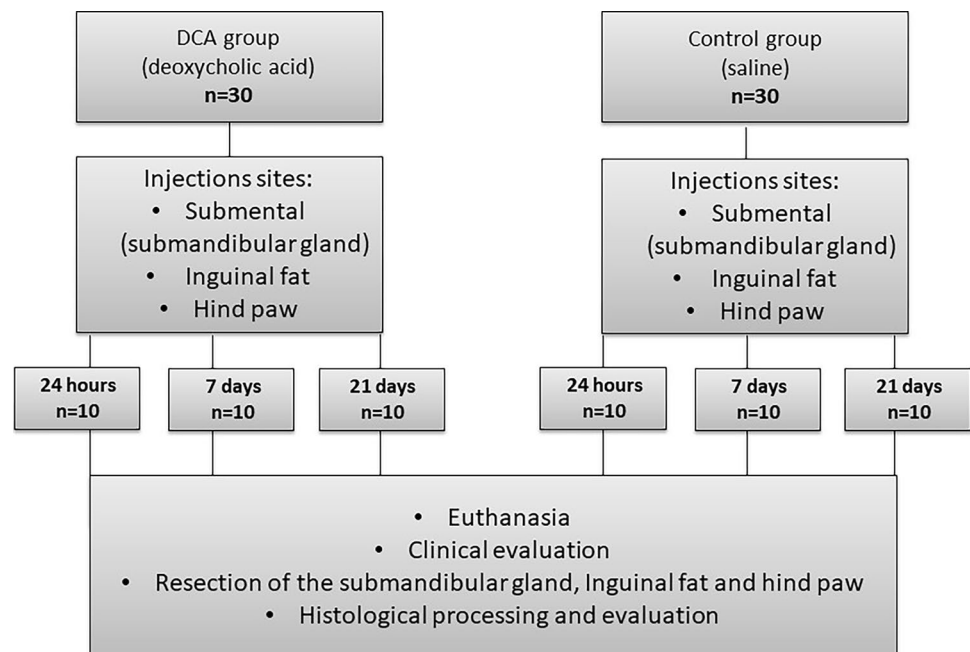 DCA group
(deoxycholic acid)
n=30
Control group
(saline)
n=30
Injections sites:
• Submental
(submandibular gland)
• Inguinal fat
• Hind paw
Injections sites:
• Submental
(submandibular gland)
• Inguinal fat
• Hind paw
24 hours
n=10
7 days
n=10
21 days
n=10
24 hours
n=10
7 days
n=10
21 days
n=10
• Euthanasia
• Clinical evaluation
• Resection of the submandibular gland, Inguinal fat and hind paw
• Histological processing and evaluation